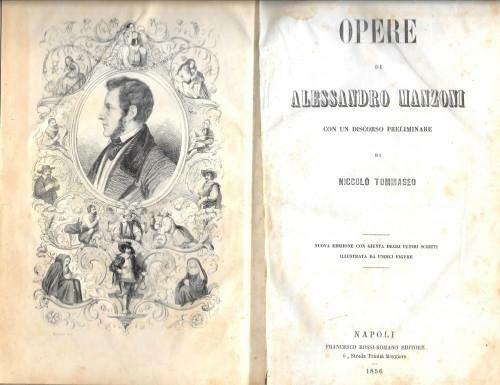 OPERE
DI
ALESSANDRO MANZONI
CON UN DISCORSO PRELIMINARE
DI
NICCOLÒ TOMMASEO
NUOVA EDIZIONE CON GIUNTA DEGLI ULTIMI SCRITTI
ILLUSTRATA DA UNDICI FIGURE
NAPOLI
FRANCESCO ROSSI-ROMANO EDITORE
6, Strada Trinità Maggiore
1856